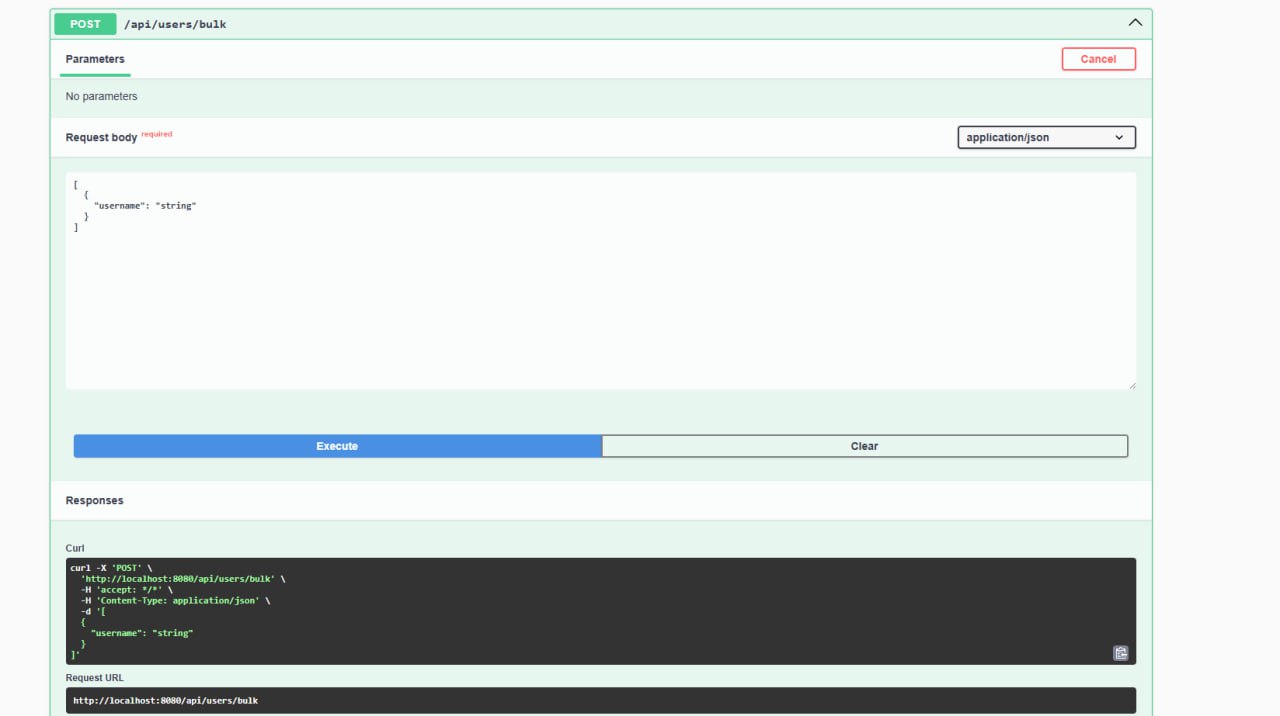 POST /api/users/bulk
Parameters Cancel
No parameters
Request body required application/json
[
  {
    "username": "string"
  }
]
Execute Clear
Responses
Curl
curl -X 'POST' \
  'http://localhost:8080/api/users/bulk' \
  -H 'accept: */*' \
  -H 'Content-Type: application/json' \
  -d '[
  {
    "username": "string"
  }
]'
Request URL
http://localhost:8080/api/users/bulk